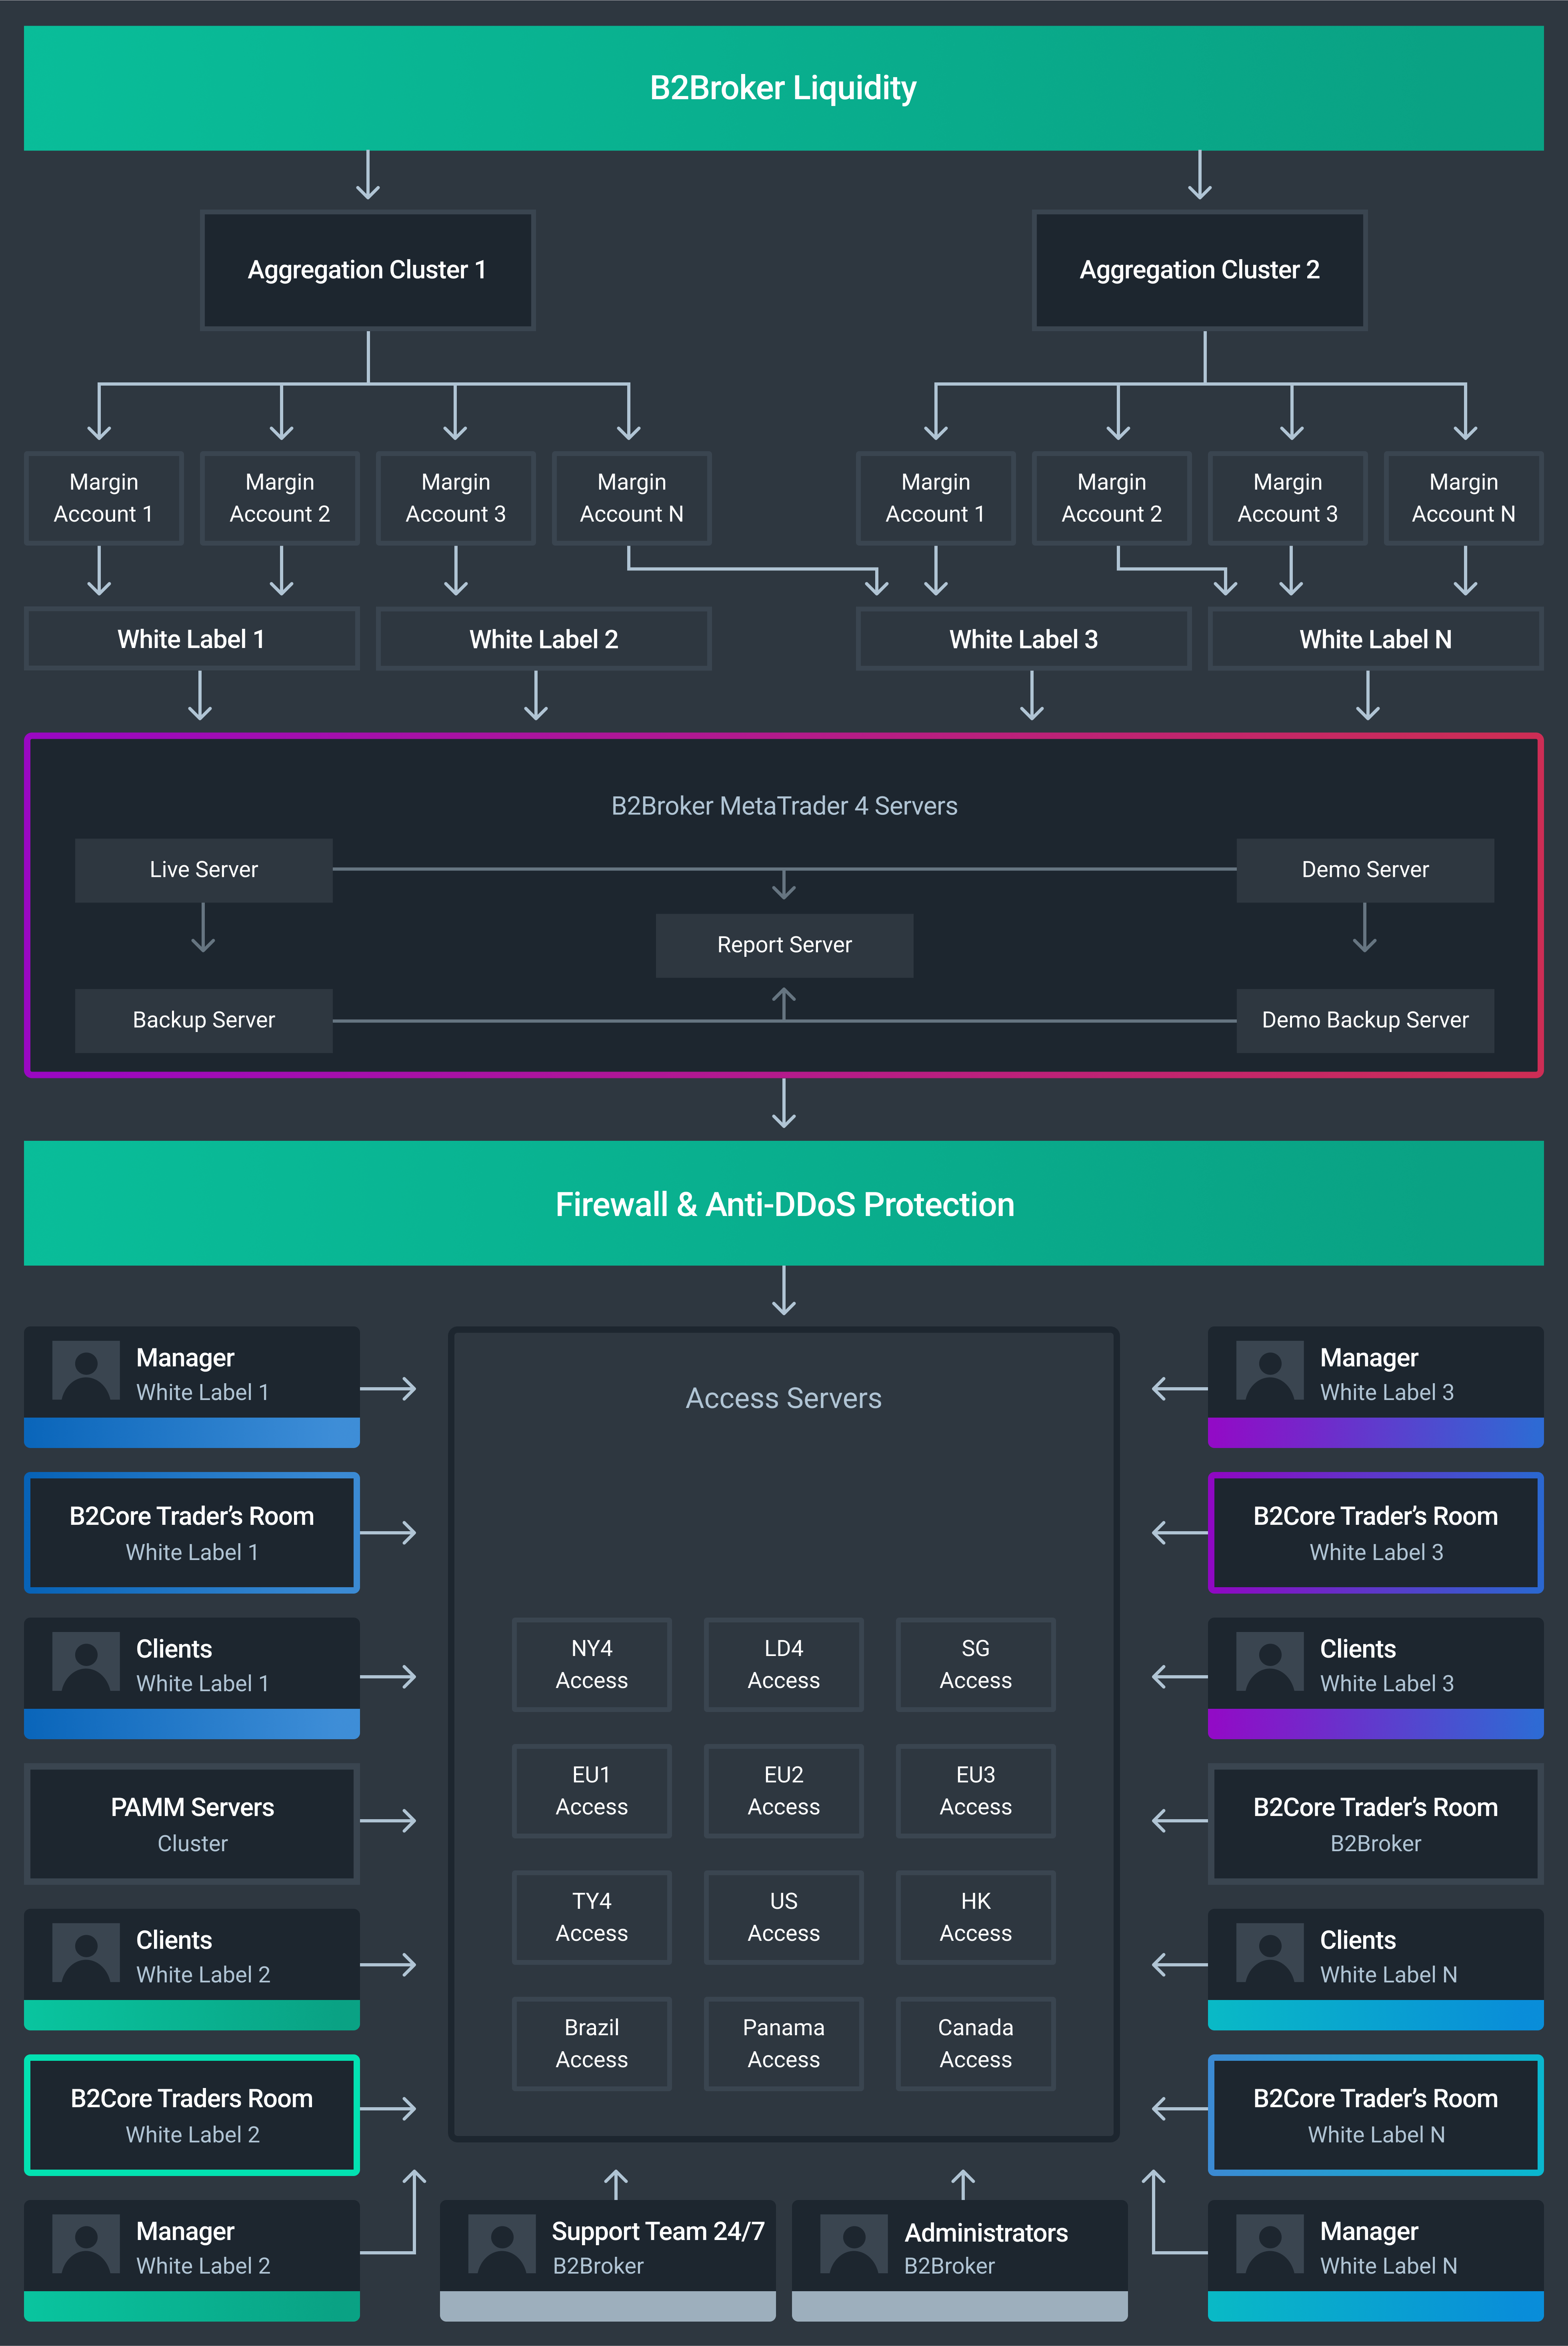 B2Broker Liquidity
Aggregation Cluster 1
Aggregation Cluster 2
Margin
Account 1
Margin
Account 2
Margin
Account 3
Margin
Account N
Margin
Account 1
Margin
Account 2
Margin
Account 3
Margin
Account N
White Label 1
White Label 2
White Label 3
White Label N
B2Broker MetaTrader 4 Servers
Live Server
Demo Server
Report Server
Backup Server
Demo Backup Server
Firewall & Anti-DDoS Protection
Manager
White Label 1
B2Core Trader’s Room
White Label 1
Clients
White Label 1
PAMM Servers
Cluster
Clients
White Label 2
B2Core Traders Room
White Label 2
Manager
White Label 2
Access Servers
NY4
Access
LD4
Access
SG
Access
EU1
Access
EU2
Access
EU3
Access
TY4
Access
US
Access
HK
Access
Brazil
Access
Panama
Access
Canada
Access
Support Team 24/7
B2Broker
Administrators
B2Broker
Manager
White Label 3
B2Core Trader’s Room
White Label 3
Clients
White Label 3
B2Core Trader’s Room
B2Broker
Clients
White Label N
B2Core Trader’s Room
White Label N
Manager
White Label N